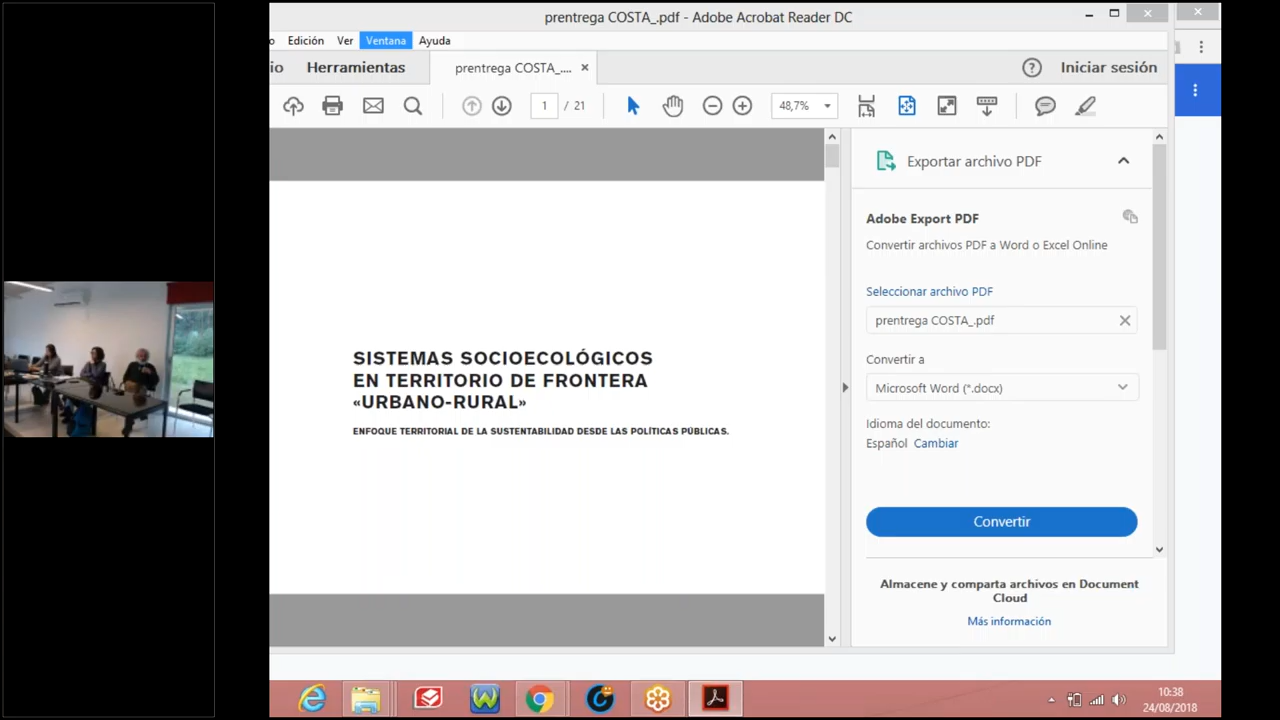 prentrega COSTA_.pdf - Adobe Acrobat Reader DC
o Edición Ver Ventana Ayuda
io Herramientas prentrega COSTA_.... × Iniciar sesión
1 / 21 48,7%
Exportar archivo PDF
Adobe Export PDF
Convertir archivos PDF a Word o Excel Online
Seleccionar archivo PDF
prentrega COSTA_.pdf
Convertir a
Microsoft Word (*.docx)
Idioma del documento:
Español Cambiar
Convertir
Almacene y comparta archivos en Document
Cloud
Más información
SISTEMAS SOCIOECOLÓGICOS
EN TERRITORIO DE FRONTERA
«URBANO-RURAL»
ENFOQUE TERRITORIAL DE LA SUSTENTABILIDAD DESDE LAS POLÍTICAS PÚBLICAS.
10:38
24/08/2018